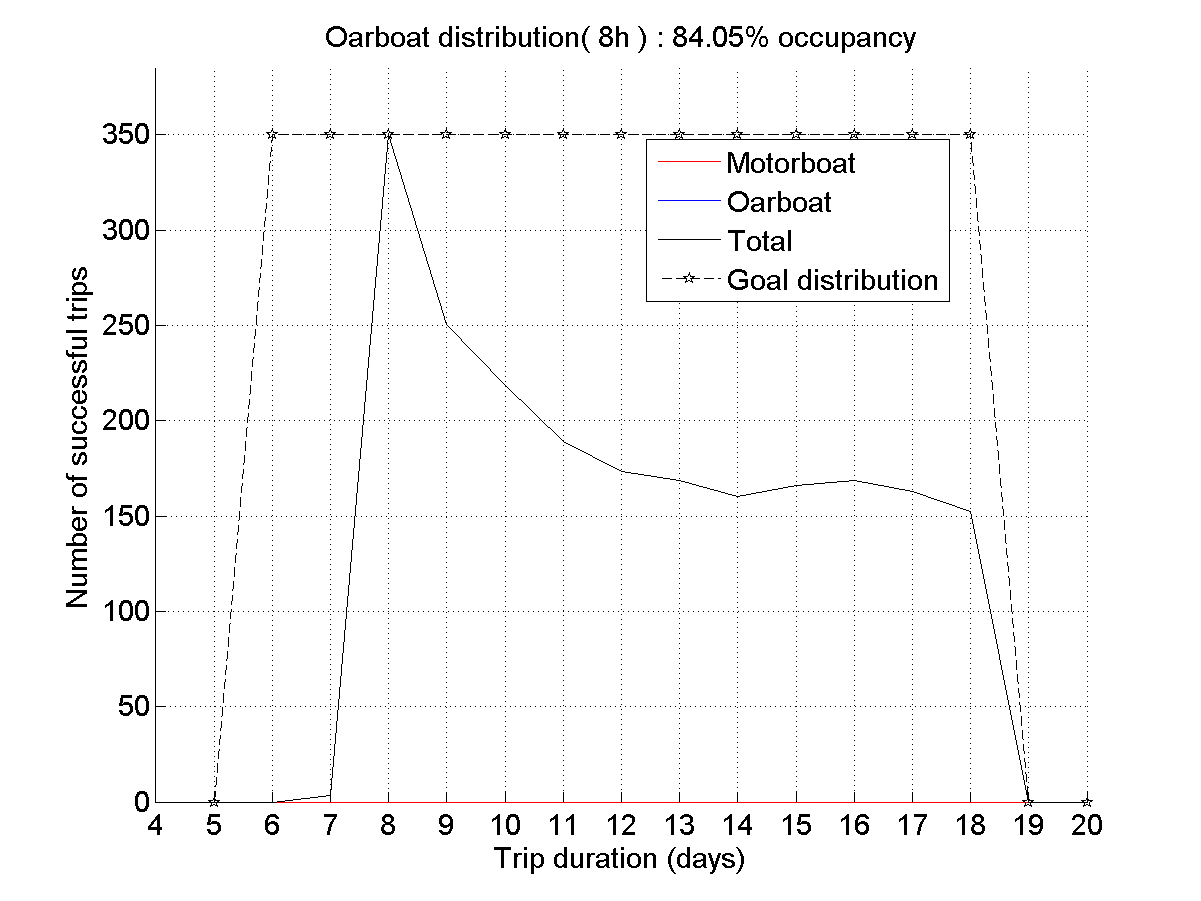 Oarboat distribution( 8h ) : 84.05% occupancy
350
300
250
200
150
100
50
0
Number of successful trips
Motorboat
Oarboat
Total
Goal distribution
4 5 6 7 8 9 10 11 12 13 14 15 16 17 18 19 20
Trip duration (days)